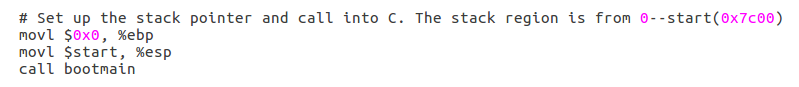 # Set up the stack pointer and call into C. The stack region is from 0--start(0x7c00)
movl $0x0, %ebp
movl $start, %esp
call bootmain